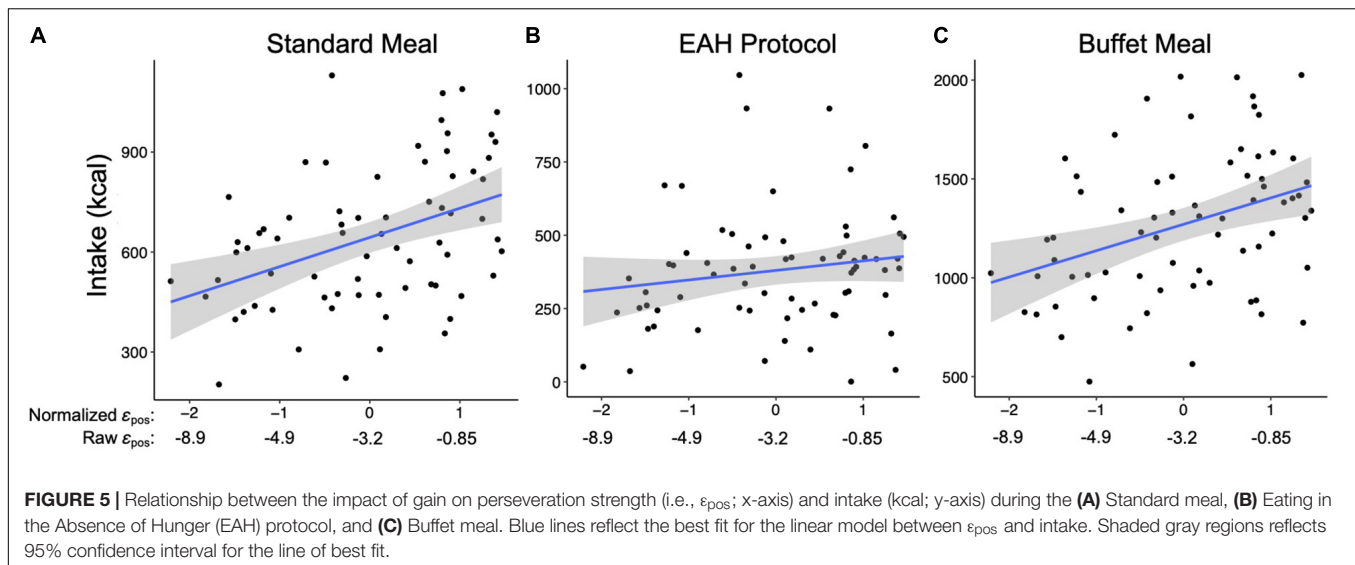 A Standard Meal B EAH Protocol C Buffet Meal
Intake (kcal)
900
600
300
1000
750
500
250
0
2000
1500
1000
500
Normalized εpos: -2 -1 0 1 -2 -1 0 1 -2 -1 0 1
Raw εpos: -8.9 -4.9 -3.2 -0.85 -8.9 -4.9 -3.2 -0.85 -8.9 -4.9 -3.2 -0.85
FIGURE 5 | Relationship between the impact of gain on perseveration strength (i.e., εpos; x-axis) and intake (kcal; y-axis) during the (A) Standard meal, (B) Eating in
the Absence of Hunger (EAH) protocol, and (C) Buffet meal. Blue lines reflect the best fit for the linear model between εpos and intake. Shaded gray regions reflects
95% confidence interval for the line of best fit.